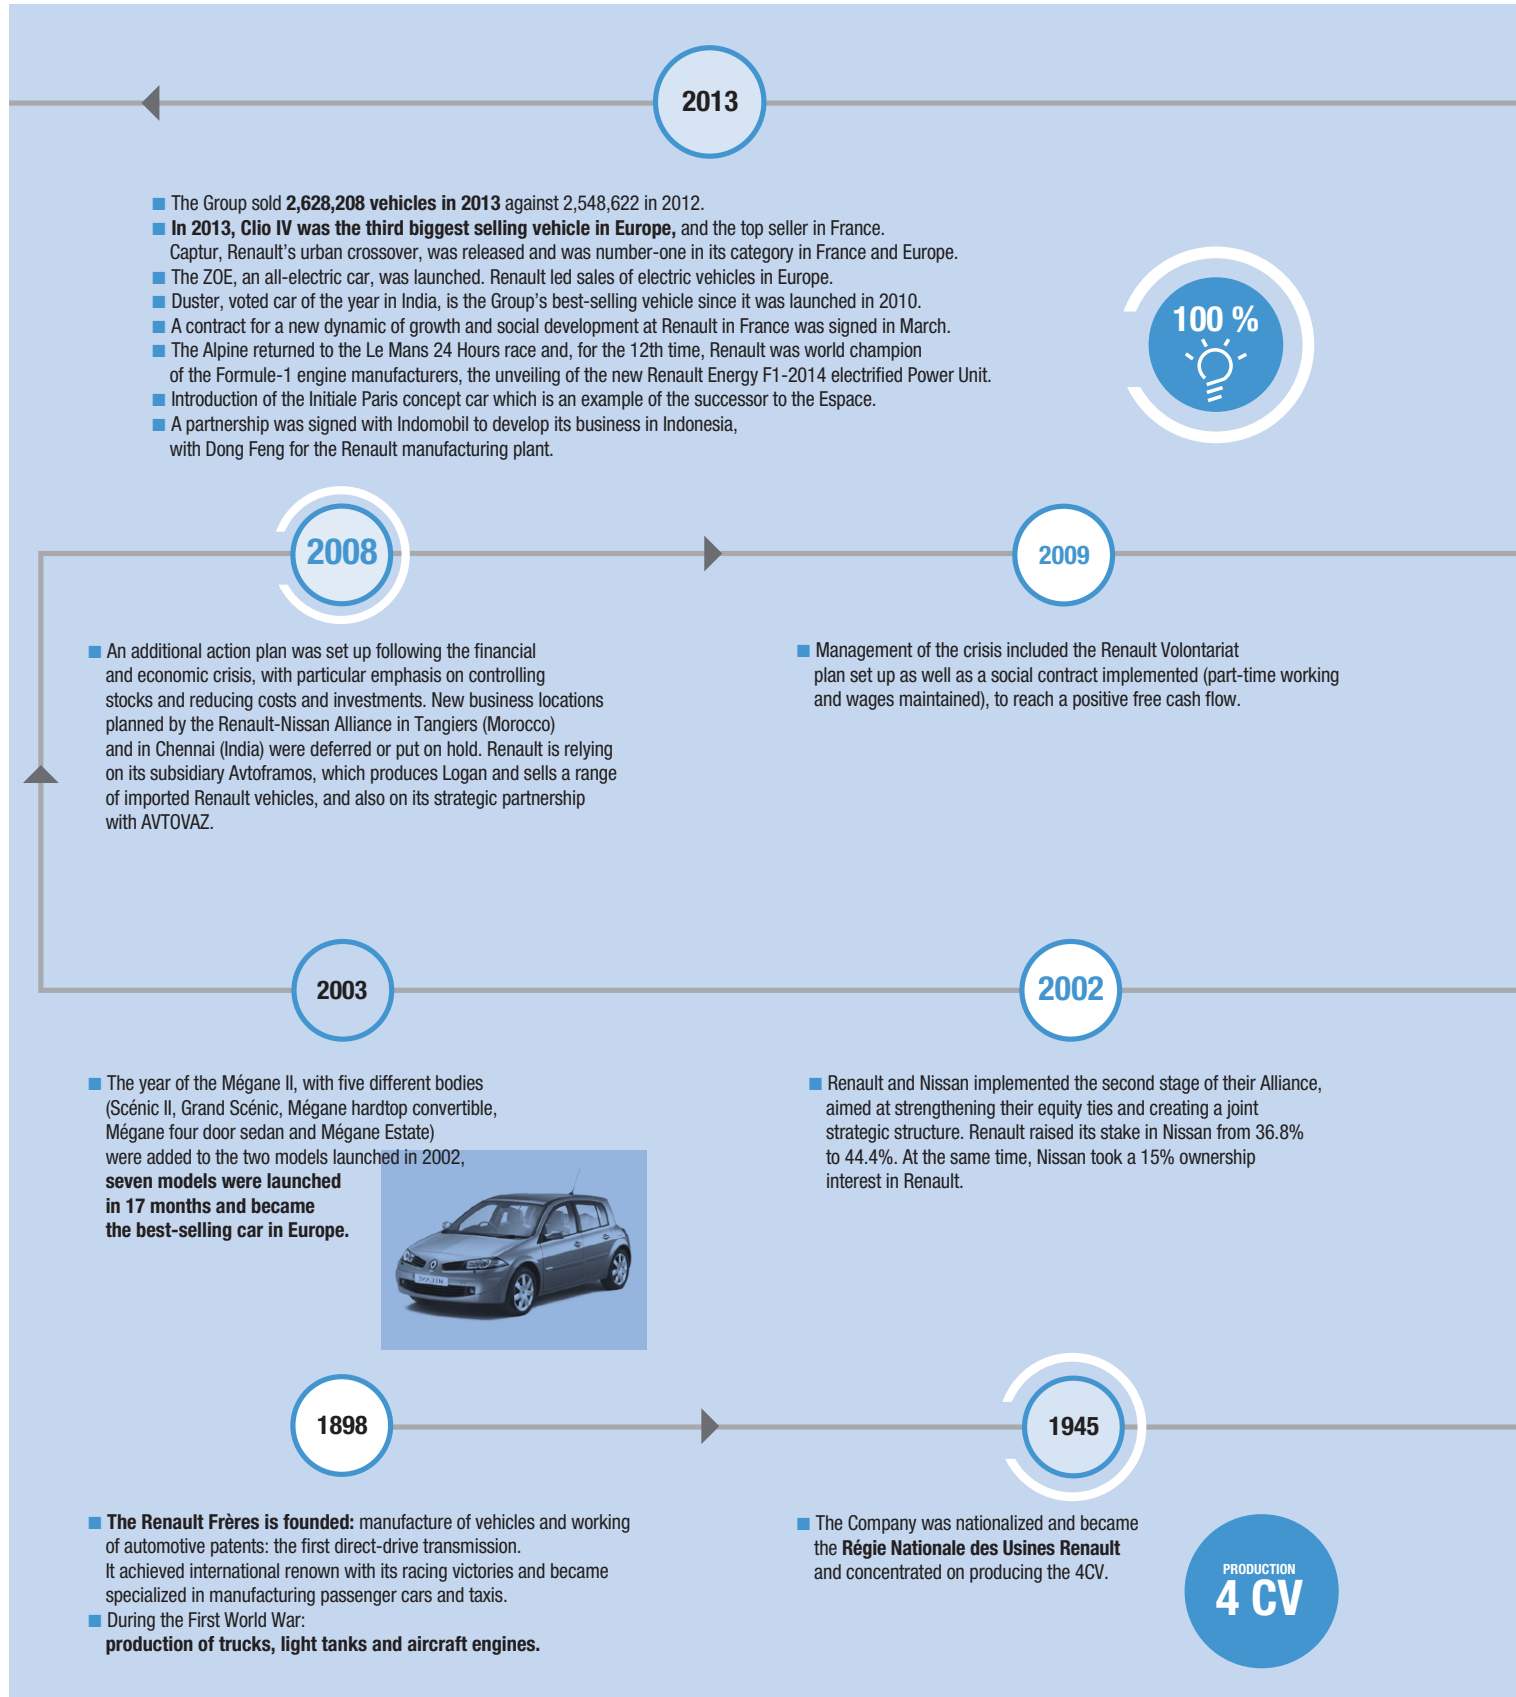 2013
■ The Group sold 2,628,208 vehicles in 2013 against 2,548,622 in 2012.
■ In 2013, Clio IV was the third biggest selling vehicle in Europe, and the top seller in France.
Captur, Renault’s urban crossover, was released and was number-one in its category in France and Europe.
■ The ZOE, an all-electric car, was launched. Renault led sales of electric vehicles in Europe.
■ Duster, voted car of the year in India, is the Group’s best-selling vehicle since it was launched in 2010.
■ A contract for a new dynamic of growth and social development at Renault in France was signed in March.
■ The Alpine returned to the Le Mans 24 Hours race and, for the 12th time, Renault was world champion
of the Formule-1 engine manufacturers, the unveiling of the new Renault Energy F1-2014 electrified Power Unit.
■ Introduction of the Initiale Paris concept car which is an example of the successor to the Espace.
■ A partnership was signed with Indomobil to develop its business in Indonesia,
with Dong Feng for the Renault manufacturing plant.
100 %
2008
■ An additional action plan was set up following the financial
and economic crisis, with particular emphasis on controlling
stocks and reducing costs and investments. New business locations
planned by the Renault-Nissan Alliance in Tangiers (Morocco)
and in Chennai (India) were deferred or put on hold. Renault is relying
on its subsidiary Avtoframos, which produces Logan and sells a range
of imported Renault vehicles, and also on its strategic partnership
with AVTOVAZ.
2009
■ Management of the crisis included the Renault Volontariat
plan set up as well as a social contract implemented (part-time working
and wages maintained), to reach a positive free cash flow.
2003
■ The year of the Mégane II, with five different bodies
(Scénic II, Grand Scénic, Mégane hardtop convertible,
Mégane four door sedan and Mégane Estate)
were added to the two models launched in 2002,
seven models were launched
in 17 months and became
the best-selling car in Europe.
2002
■ Renault and Nissan implemented the second stage of their Alliance,
aimed at strengthening their equity ties and creating a joint
strategic structure. Renault raised its stake in Nissan from 36.8%
to 44.4%. At the same time, Nissan took a 15% ownership
interest in Renault.
1898
■ The Renault Frères is founded: manufacture of vehicles and working
of automotive patents: the first direct-drive transmission.
It achieved international renown with its racing victories and became
specialized in manufacturing passenger cars and taxis.
■ During the First World War:
production of trucks, light tanks and aircraft engines.
1945
■ The Company was nationalized and became
the Régie Nationale des Usines Renault
and concentrated on producing the 4CV.
PRODUCTION
4 CV